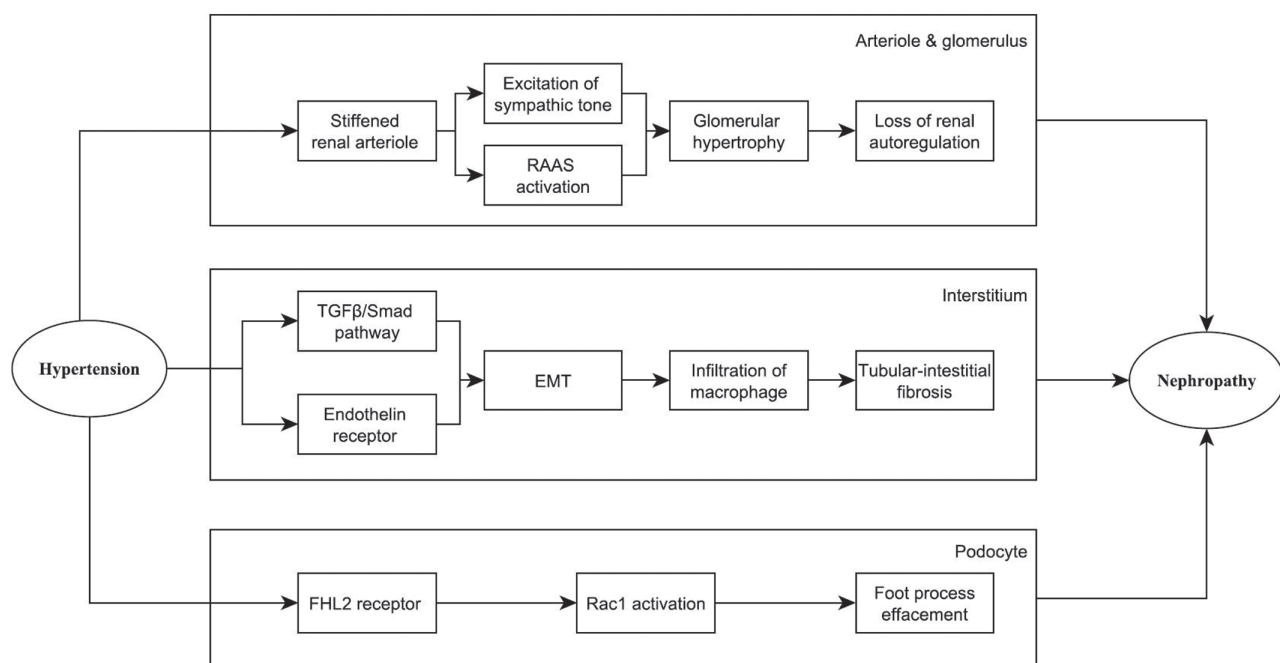 Arteriole & glomerulus
Stiffened
renal arteriole
Excitation of
sympathic tone
RAAS
activation
Glomerular
hypertrophy
Loss of renal
autoregulation
Hypertension
Interstitium
TGFβ/Smad
pathway
Endothelin
receptor
EMT
Infiltration of
macrophage
Tubular-intestitial
fibrosis
Nephropathy
Podocyte
FHL2 receptor
Rac1 activation
Foot process
effacement